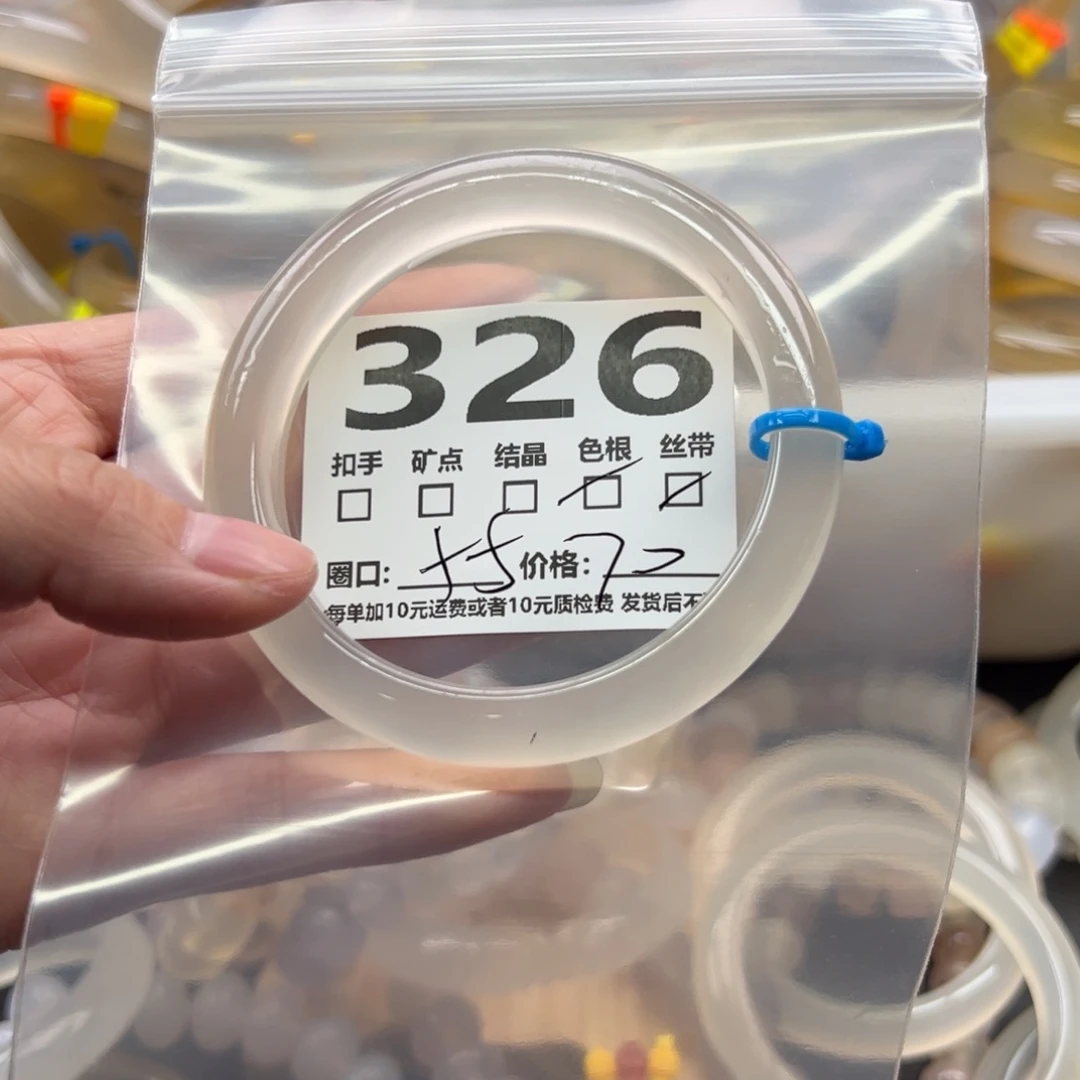 326
扣手 矿点 结晶 色根 丝带
圈口: 55 价格: 72
每单加10元运费或者10元质检费 发货后不